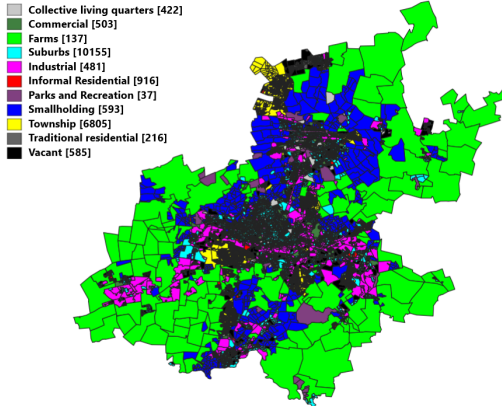 Collective living quarters [422]
Commercial [503]
Farms [137]
Suburbs [10155]
Industrial [481]
Informal Residential [916]
Parks and Recreation [37]
Smallholding [593]
Township [6805]
Traditional residential [216]
Vacant [585]